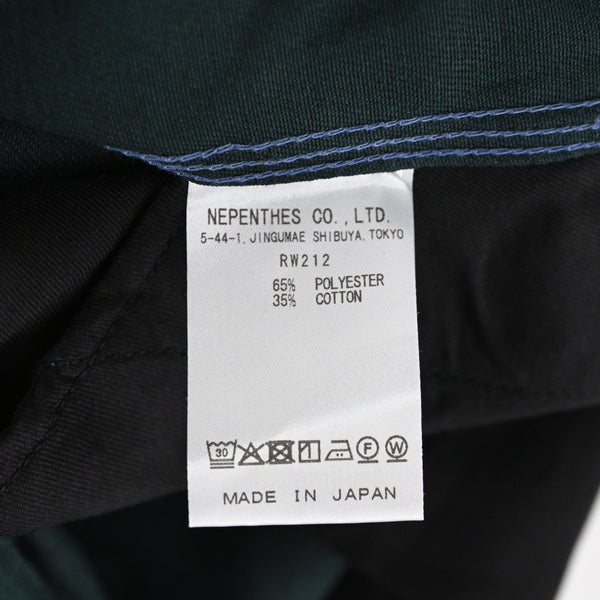 NEPENTHES CO.,LTD.
5-44-1, JINGUMAE SHIBUYA, TOKYO
RW212
65% POLYESTER
35% COTTON
30 F W
MADE IN JAPAN